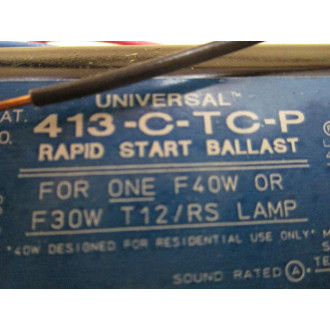 UNIVERSAL™
413-C-TC-P
RAPID START BALLAST
FOR ONE F40W OR
F30W T12/RS LAMP
"40W DESIGNED FOR RESIDENTIAL USE ONLY"
SOUND RATED A